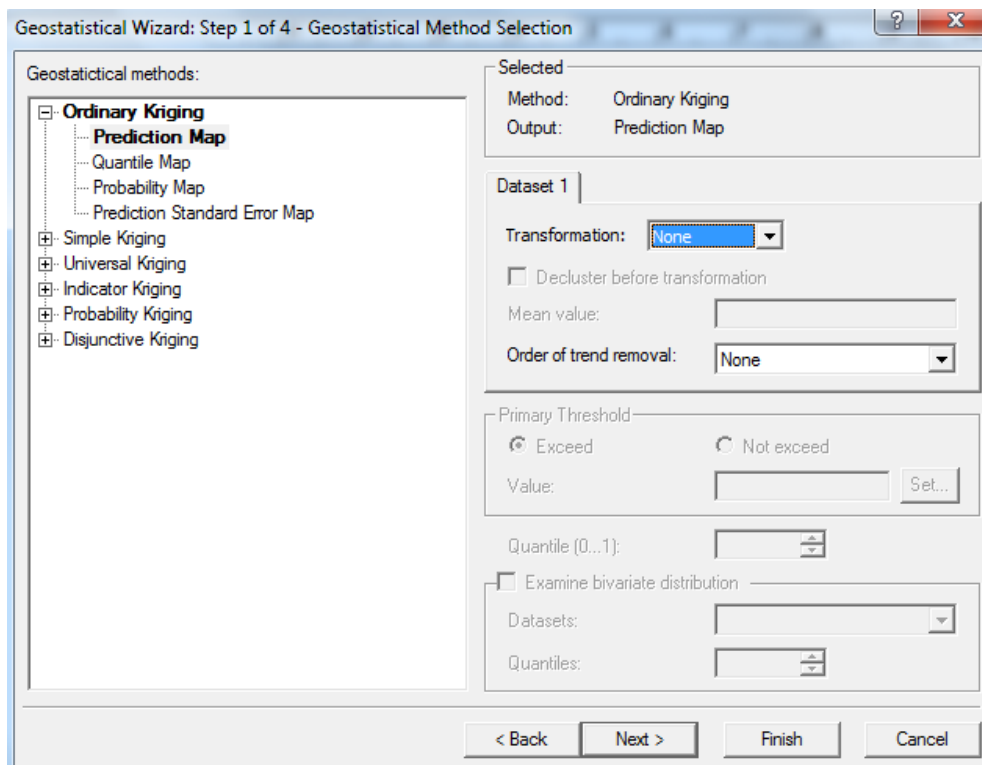 Geostatistical Wizard: Step 1 of 4 - Geostatistical Method Selection
?
X
Geostatictical methods:
Ordinary Kriging
Prediction Map
Quantile Map
Probability Map
Prediction Standard Error Map
Simple Kriging
Universal Kriging
Indicator Kriging
Probability Kriging
Disjunctive Kriging
Selected
Method: Ordinary Kriging
Output: Prediction Map
Dataset 1
Transformation: None
Decluster before transformation
Mean value:
Order of trend removal: None
Primary Threshold
Exceed Not exceed
Value: Set...
Quantile (0...1):
Examine bivariate distribution
Datasets:
Quantiles:
< Back Next > Finish Cancel